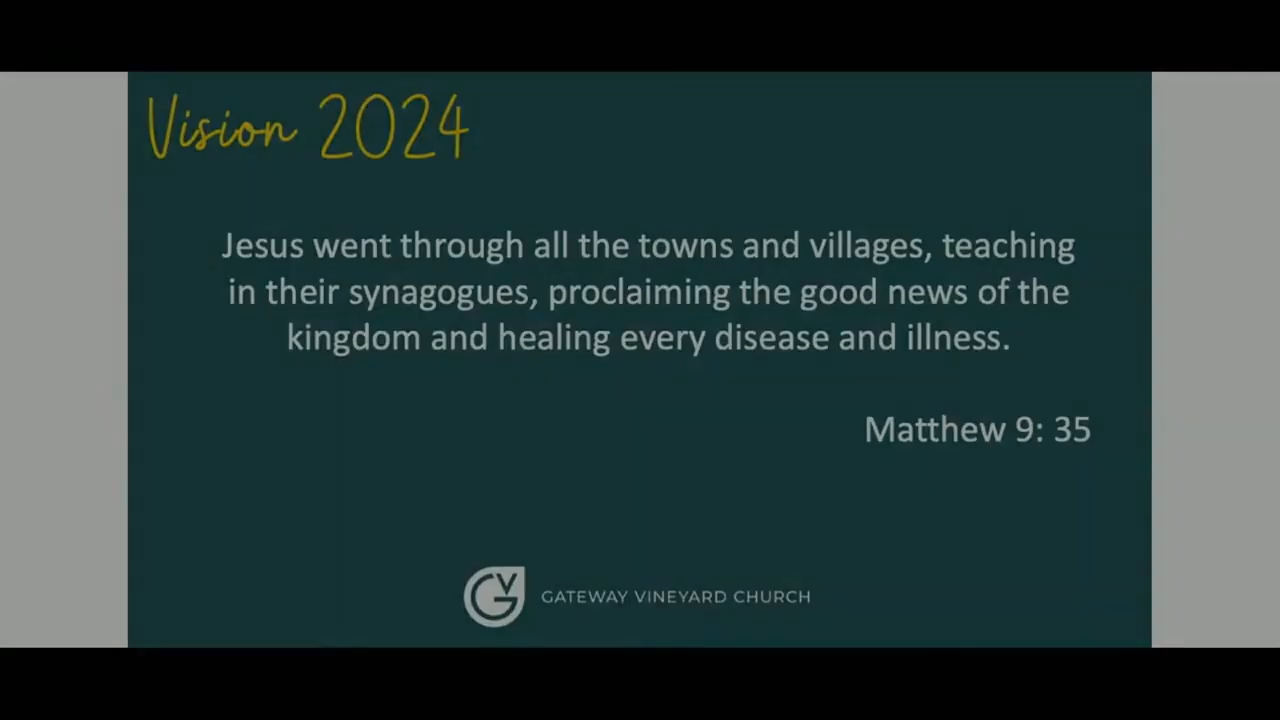 Vision 2024
Jesus went through all the towns and villages, teaching
in their synagogues, proclaiming the good news of the
kingdom and healing every disease and illness.
Matthew 9: 35
GV GATEWAY VINEYARD CHURCH